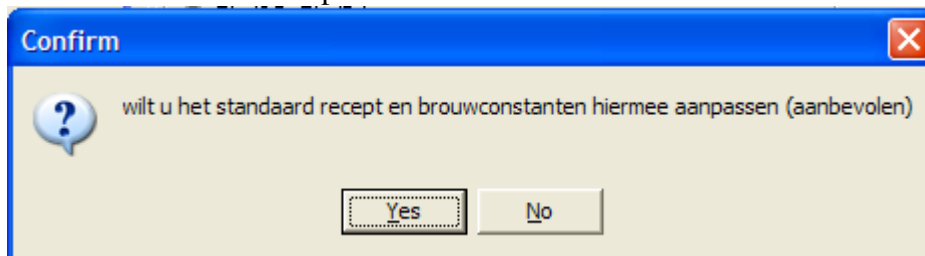 Confirm
wilt u het standaard recept en brouwconstanten hiermee aanpassen (aanbevolen)
Yes No